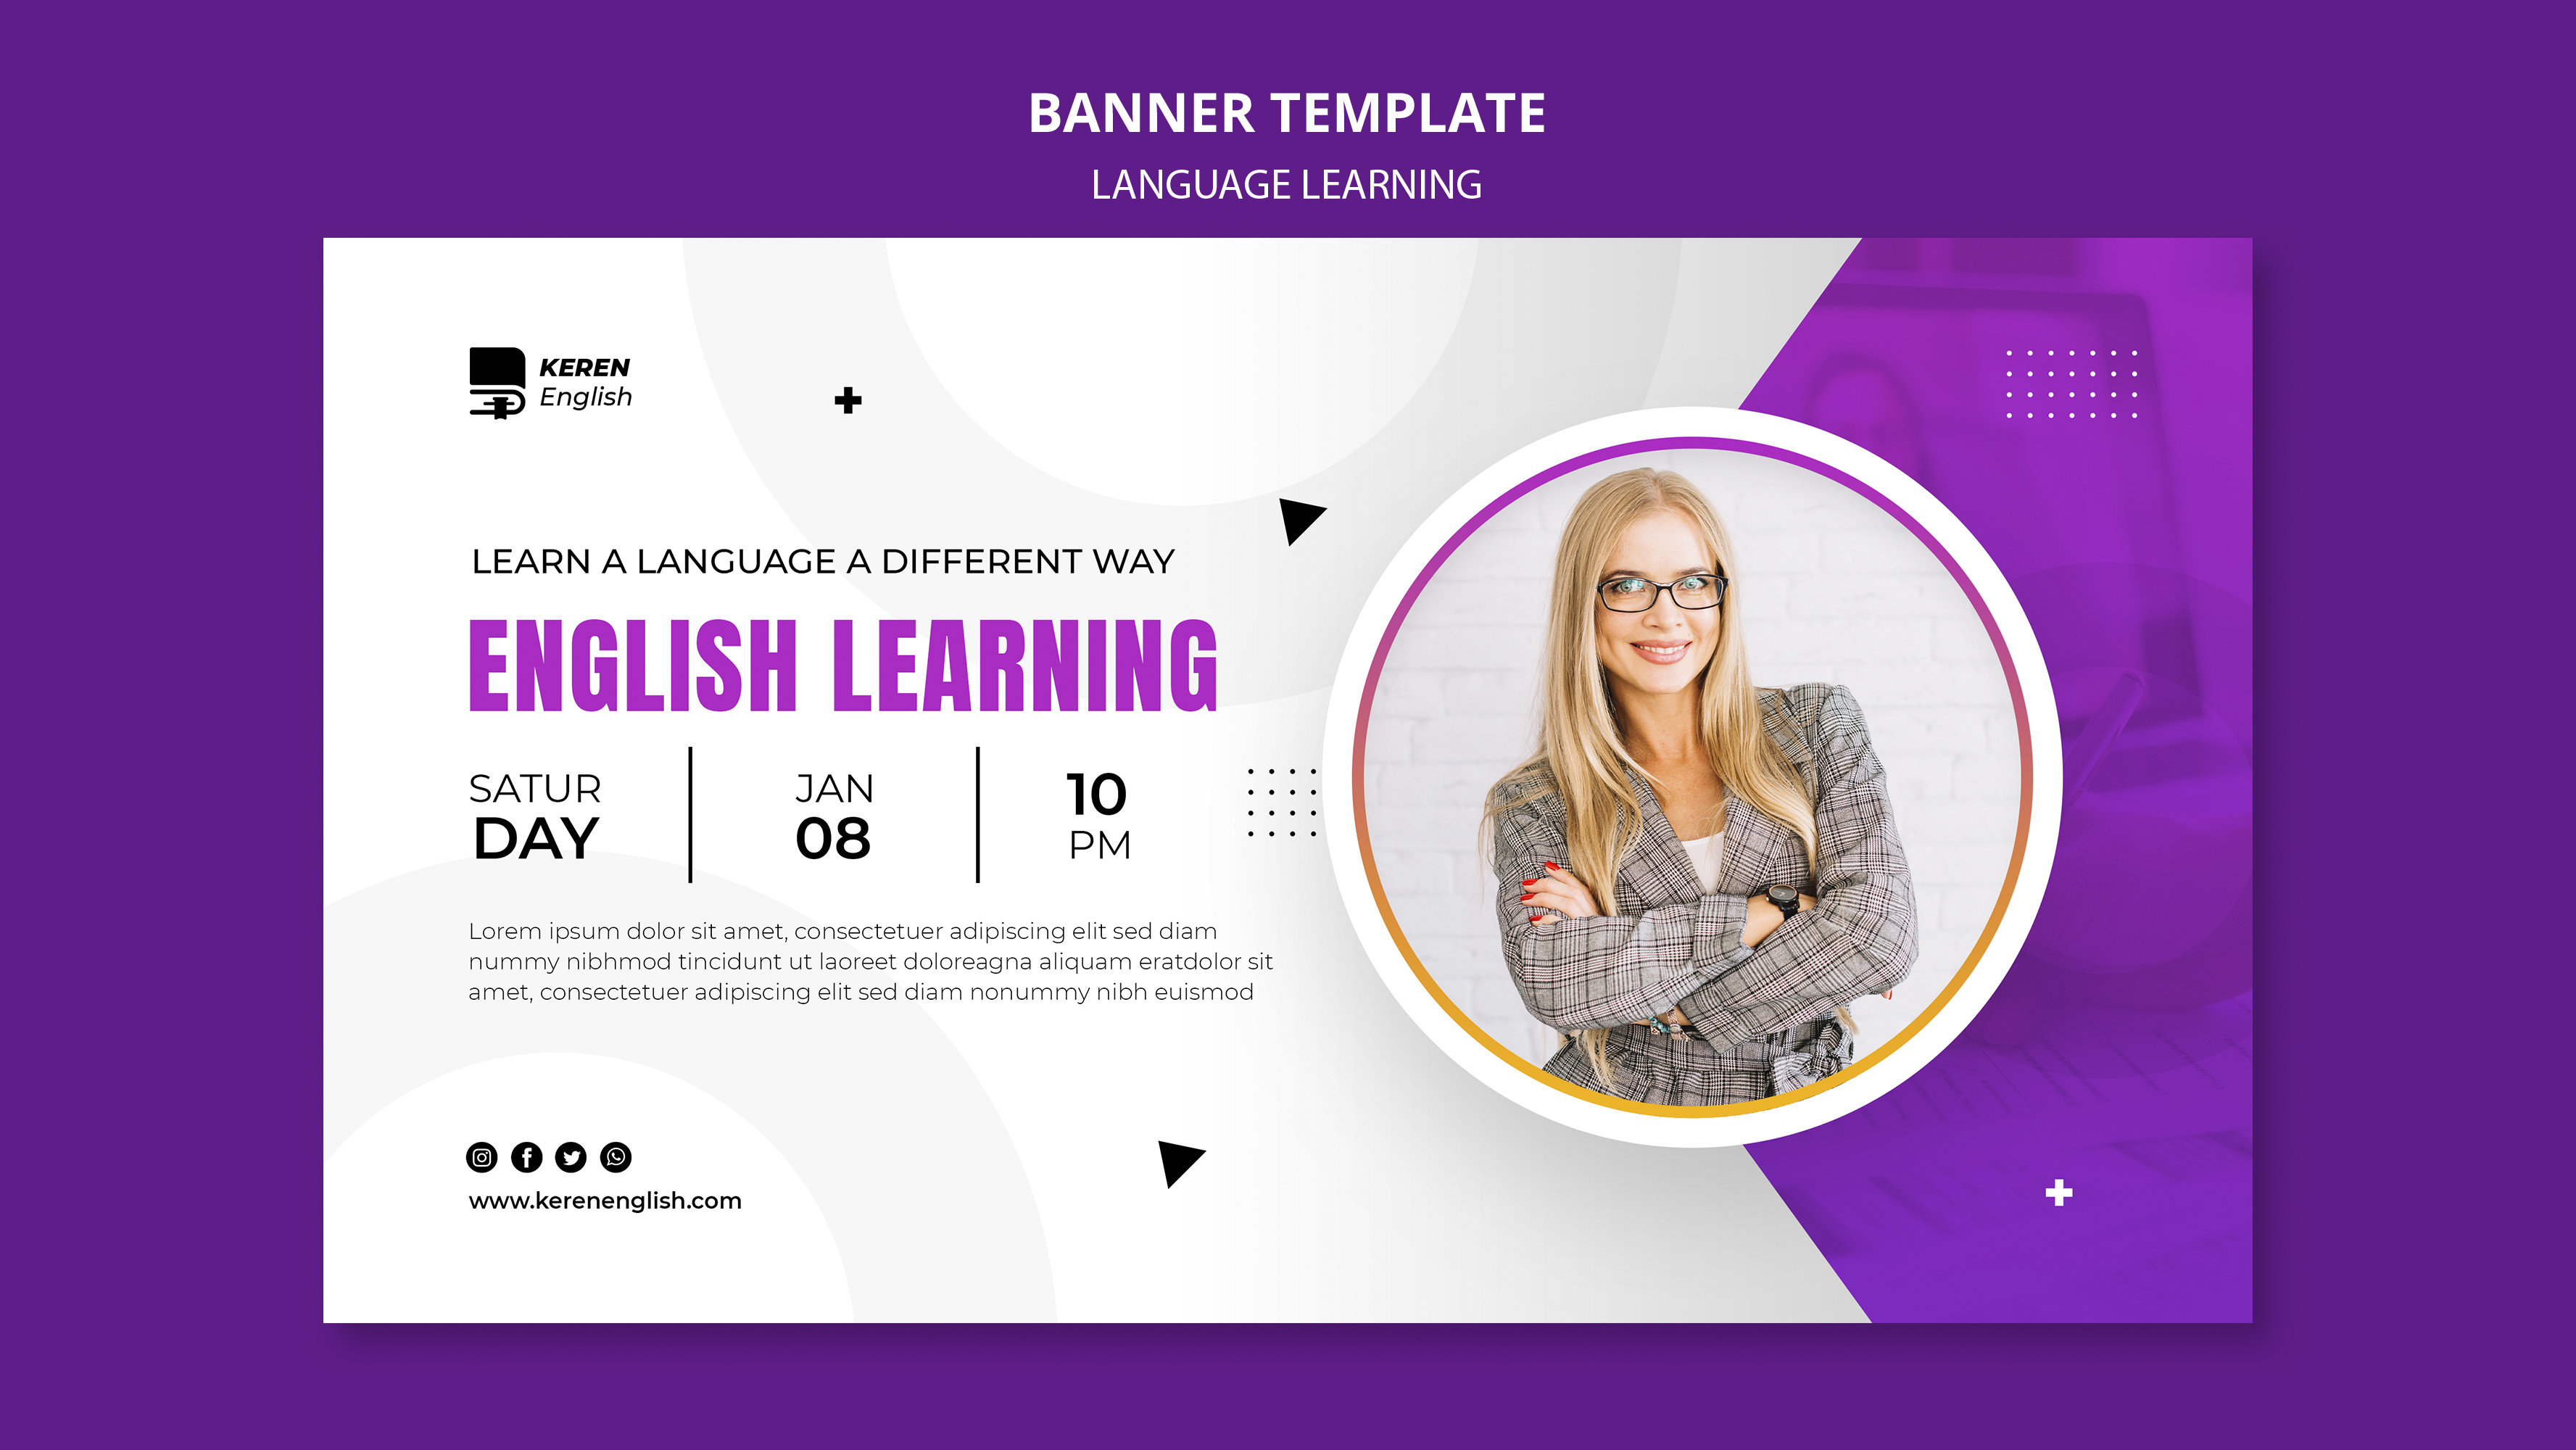 BANNER TEMPLATE
LANGUAGE LEARNING
KEREN
English
LEARN A LANGUAGE A DIFFERENT WAY
ENGLISH LEARNING
SATUR
DAY
JAN
08
10
PM
Lorem ipsum dolor sit amet, consectetuer adipiscing elit sed diam
nummy nibhmod tincidunt ut laoreet doloreagna aliquam eratdolor sit
amet, consectetuer adipiscing elit sed diam nonummy nibh euismod
www.kerenenglish.com